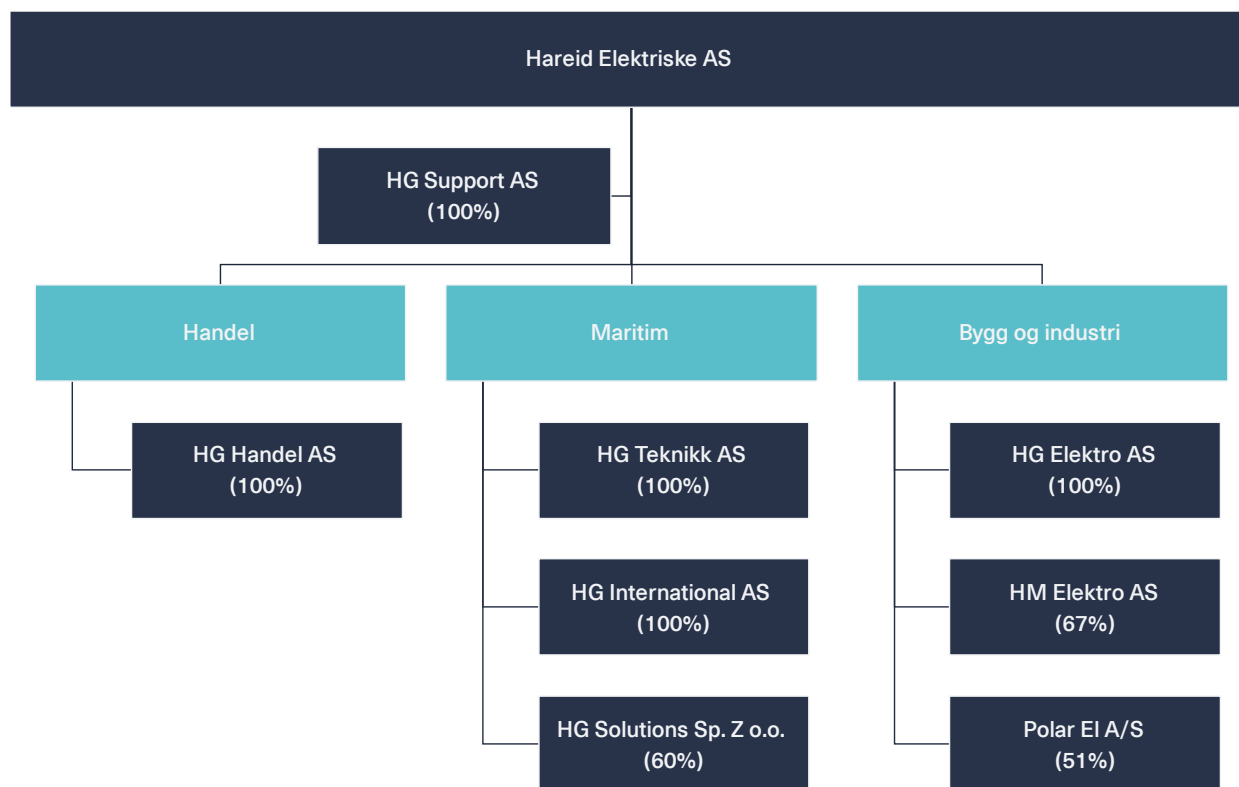 Hareid Elektriske AS
HG Support AS
(100%)
Handel
Maritim
Bygg og industri
HG Handel AS
(100%)
HG Teknikk AS
(100%)
HG Elektro AS
(100%)
HG International AS
(100%)
HM Elektro AS
(67%)
HG Solutions Sp. Z o.o.
(60%)
Polar El A/S
(51%)